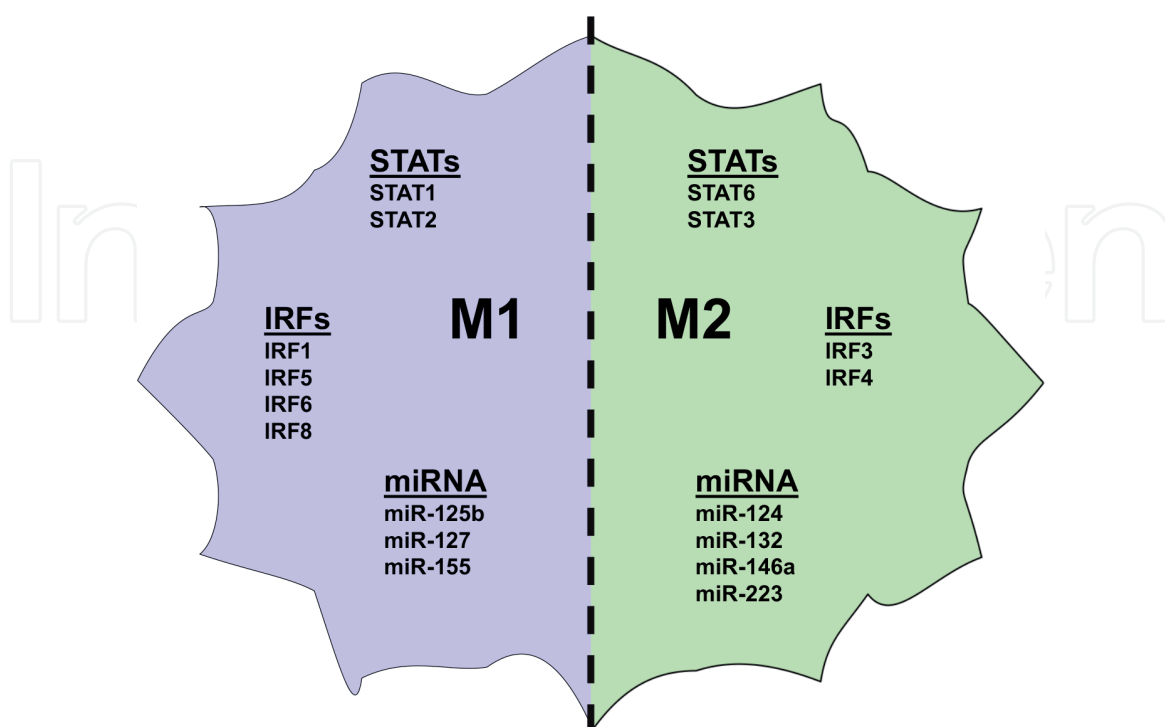 STATs
STAT1
STAT2
STATs
STAT6
STAT3
M1
M2
IRFs
IRF1
IRF5
IRF6
IRF8
IRFs
IRF3
IRF4
miRNA
miR-125b
miR-127
miR-155
miRNA
miR-124
miR-132
miR-146a
miR-223